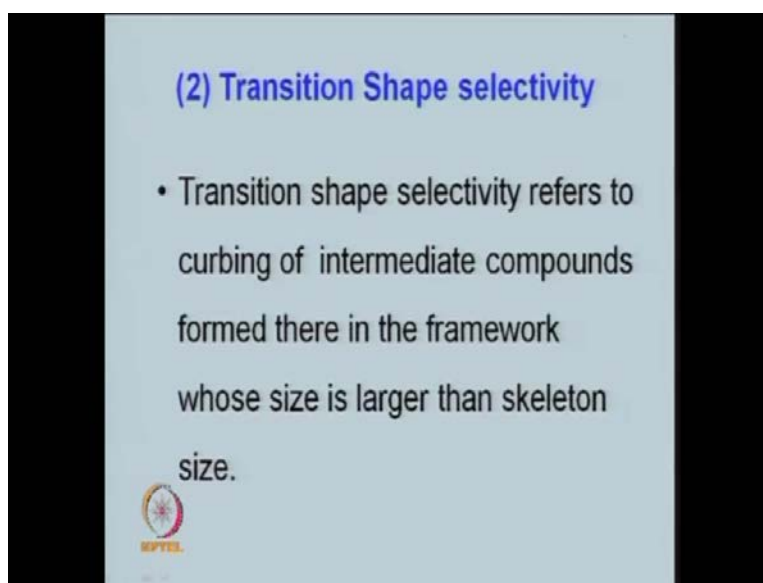 (2) Transition Shape selectivity
• Transition shape selectivity refers to
curbing of intermediate compounds
formed there in the framework
whose size is larger than skeleton
size.
NPTEL